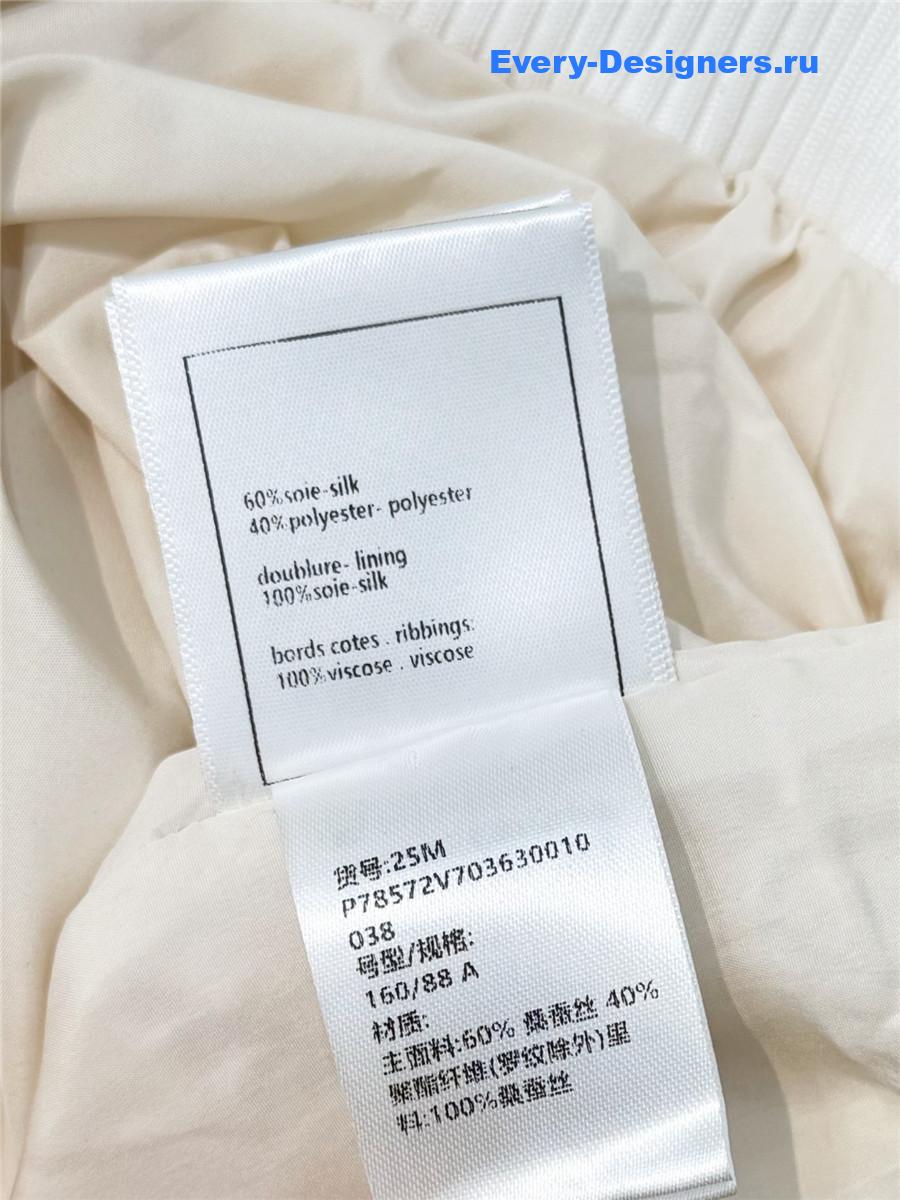 Every-Designers.ru
60%soie-silk
40%polyester- polyester
doublure- lining
100%soie-silk
bords cotes . ribbings:
100%viscose . viscose
货号:25M
P78572V703630010
038
号型/规格:
160/88 A
材质:
主面料:60% 桑蚕丝 40%
聚酯纤维(罗纹除外)里
料:100%桑蚕丝